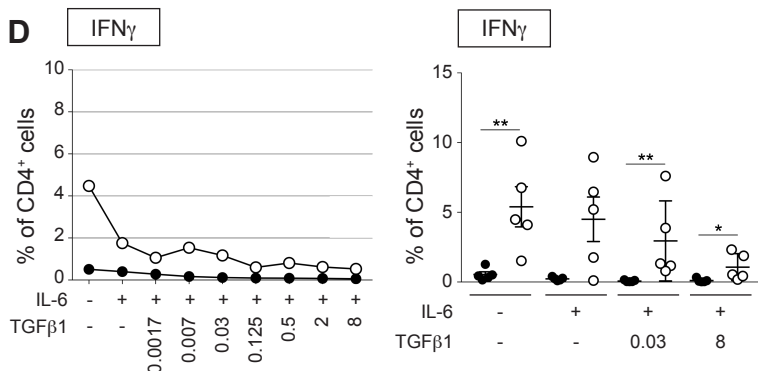 D
IFNγ
% of CD4⁺ cells
10
8
6
4
2
0
IL-6 - + + + + + + + +
TGFβ1 - - 0.0017 0.007 0.03 0.125 0.5 2 8
IFNγ
% of CD4⁺ cells
15
10
5
0
** ** *
IL-6 - + + +
TGFβ1 - - 0.03 8